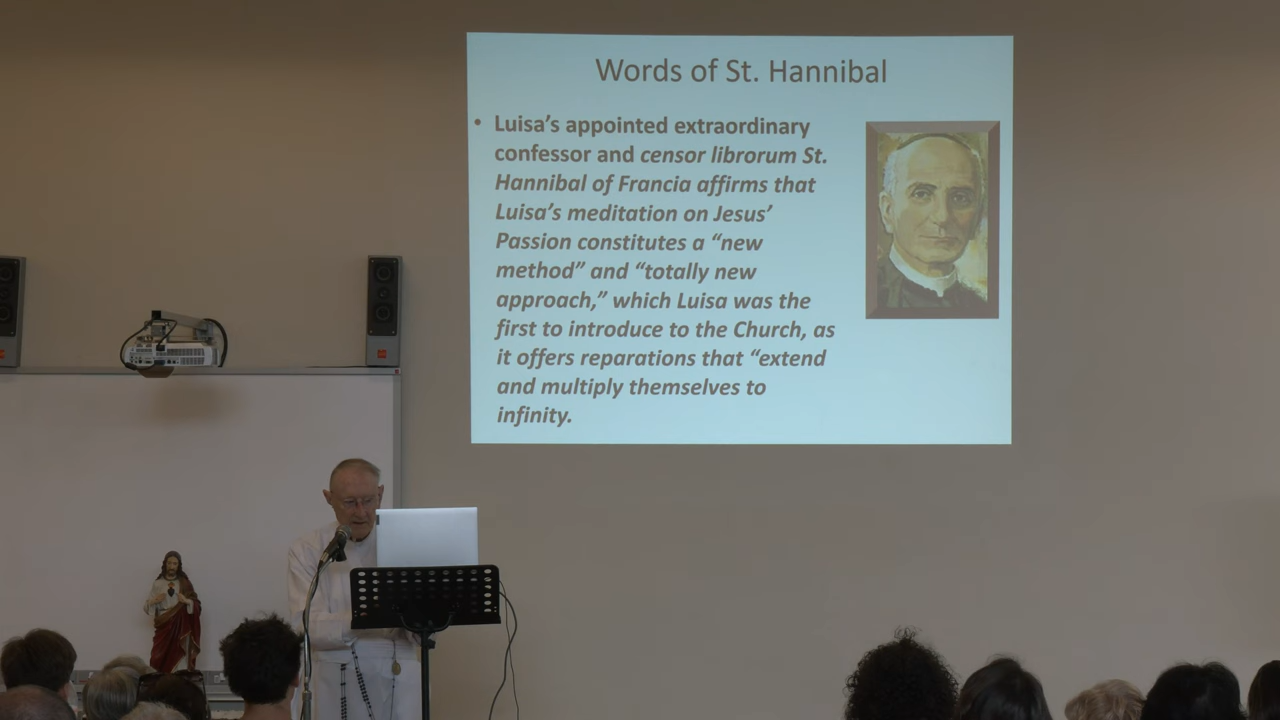 Words of St. Hannibal
• Luisa's appointed extraordinary
confessor and censor librorum St.
Hannibal of Francia affirms that
Luisa's meditation on Jesus'
Passion constitutes a “new
method” and “totally new
approach,” which Luisa was the
first to introduce to the Church, as
it offers reparations that “extend
and multiply themselves to
infinity.